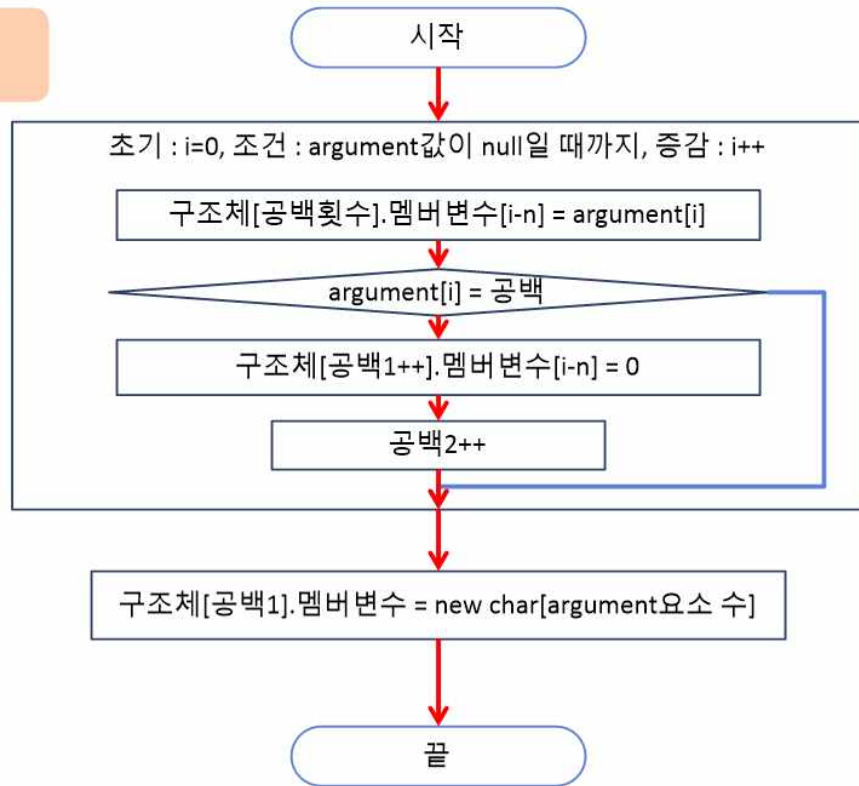 시작
초기 : i=0, 조건 : argument값이 null일 때까지, 증감 : i++
구조체[공백횟수].멤버변수[i-n] = argument[i]
argument[i] = 공백
구조체[공백1++].멤버변수[i-n] = 0
공백2++
구조체[공백1].멤버변수 = new char[argument요소 수]
끝